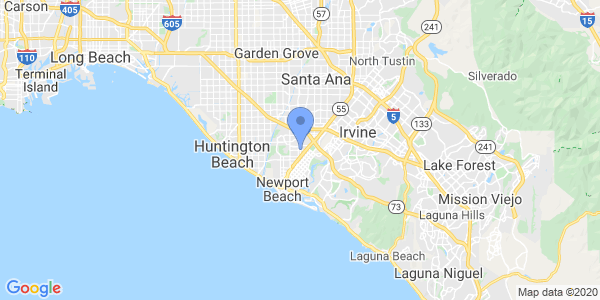 Carson
405
605
57
241
15
110
Long Beach
Garden Grove
North Tustin
Terminal
Island
Santa Ana
Silverado
55
5
133
241
Irvine
Huntington
Beach
Lake Forest
Newport
Beach
Mission Viejo
73
Laguna Hills
Laguna Beach
Laguna Niguel
Google
Map data ©2020